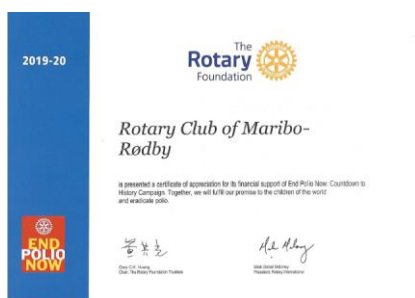 2019-20
The
Rotary
Foundation
Rotary Club of Maribo-
Rødby
is presented a certificate of appreciation for its financial support of End Polio Now: Countdown to
History Campaign. Together, we will fulfill our promise to the children of the world
and eradicate polio.
END
POLIO
NOW
Gary C.K. Huang
Chair, The Rotary Foundation Trustees
Mark Daniel Maloney
President, Rotary International